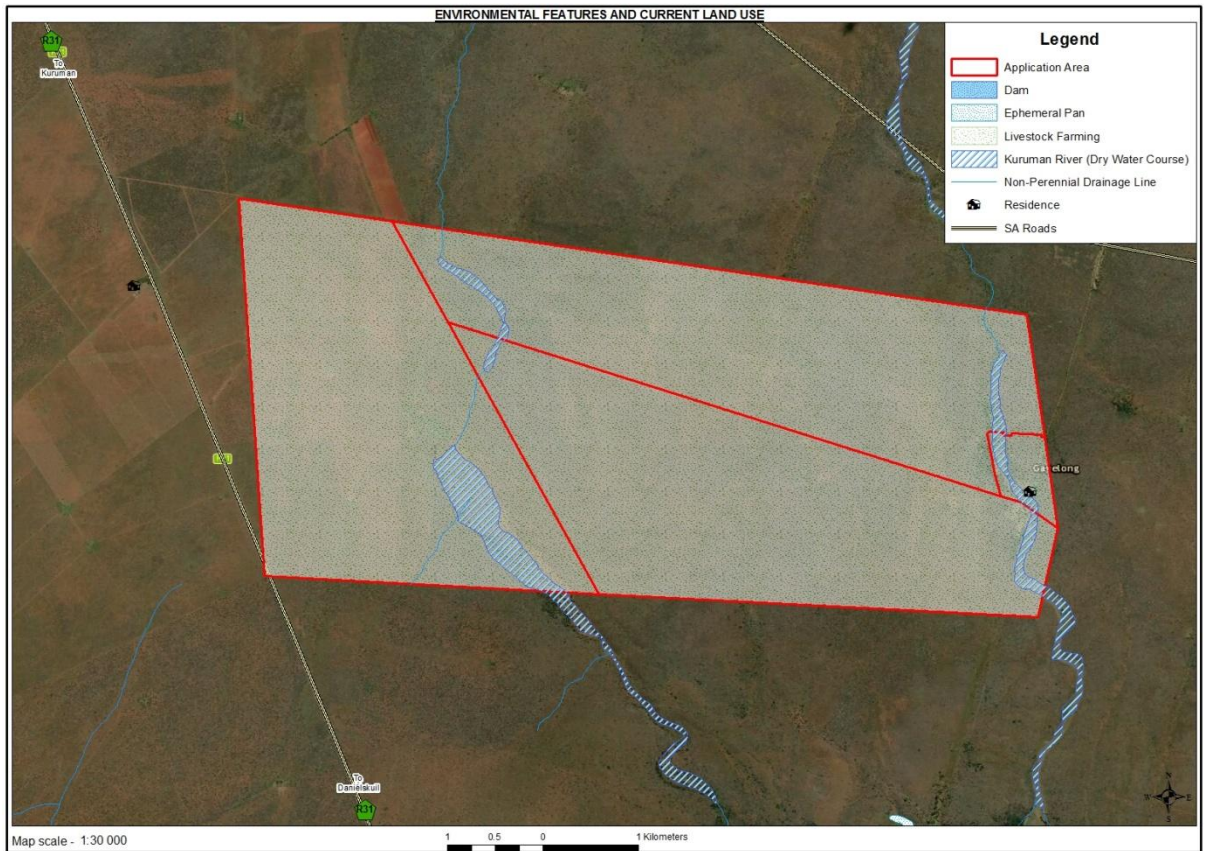 ENVIRONMENTAL FEATURES AND CURRENT LAND USE
R31
To
Kuruman
Legend
Application Area
Dam
Ephemeral Pan
Livestock Farming
Kuruman River (Dry Water Course)
Non-Perennial Drainage Line
Residence
SA Roads
To
Danielskuil
R31
N
W E
S
Map scale - 1:30 000
1 0.5 0 1 Kilometers